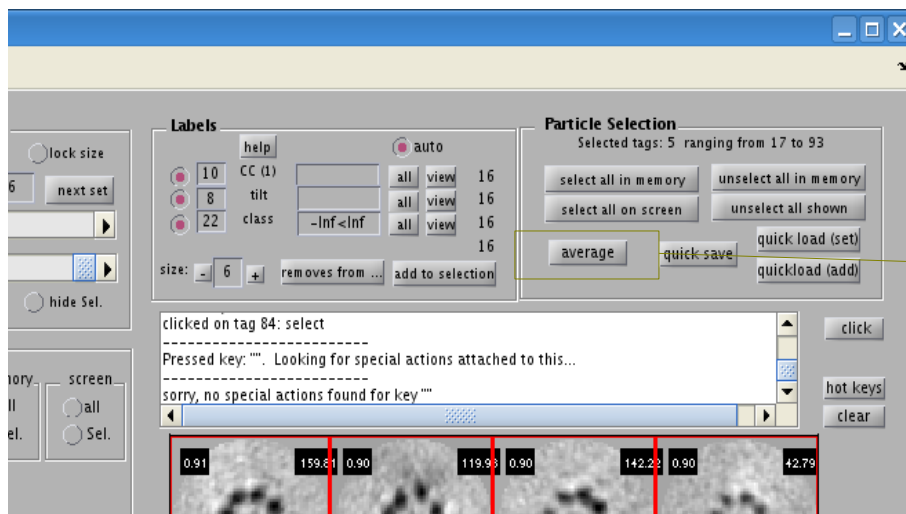 Labels
Particle Selection
help
auto
Selected tags: 5 ranging from 17 to 93
lock size
10 CC (1) all view 16
select all in memory unselect all in memory
6 next set
8 tilt all view 16
select all on screen unselect all shown
22 class -Inf<Inf all view 16
16
average quick save quick load (set)
size: - 6 + removes from ... add to selection
quickload (add)
hide Sel.
clicked on tag 84: select
click
--------------------------
Pressed key: "". Looking for special actions attached to this...
--------------------------
sorry, no special actions found for key ""
screen
all
Sel.
hot keys
clear
0.91 159.81 0.90 119.93 0.90 142.22 0.90 42.79